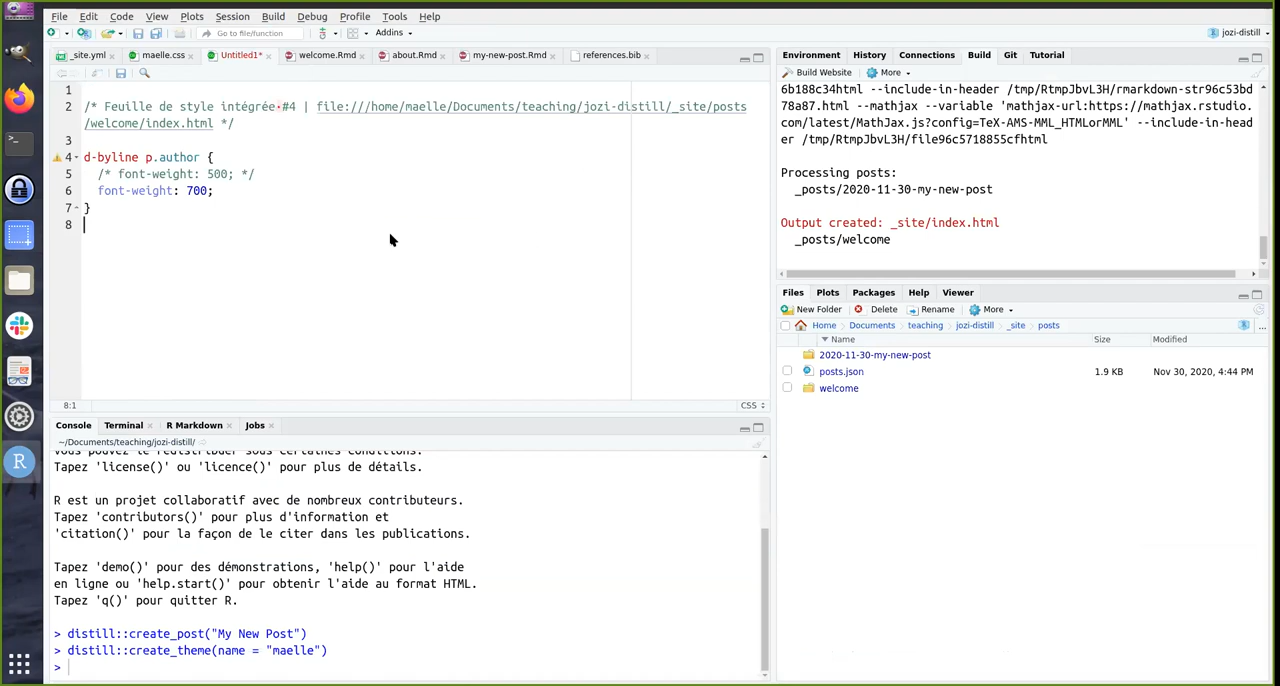 File Edit Code View Plots Session Build Debug Profile Tools Help
Go to file/function
Addins
jozi-distill
_site.yml
maelle.css
Untitled1*
welcome.Rmd
about.Rmd
my-new-post.Rmd
references.bib
1
2 /* Feuille de style intégrée #4 | file:///home/maelle/Documents/teaching/jozi-distill/_site/posts
/welcome/index.html */
3
4 d-byline p.author {
5 /* font-weight: 500; */
6 font-weight: 700;
7 }
8
8:1
CSS
Console Terminal R Markdown Jobs
~/Documents/teaching/jozi-distill/
Vous pouvez le redistribuer sous certaines conditions.
Tapez 'license()' ou 'licence()' pour plus de détails.
R est un projet collaboratif avec de nombreux contributeurs.
Tapez 'contributors()' pour plus d'information et
'citation()' pour la façon de le citer dans les publications.
Tapez 'demo()' pour des démonstrations, 'help()' pour l'aide
en ligne ou 'help.start()' pour obtenir l'aide au format HTML.
Tapez 'q()' pour quitter R.
> distill::create_post("My New Post")
> distill::create_theme(name = "maelle")
>
Environment History Connections Build Git Tutorial
Build Website More
6b188c34html --include-in-header /tmp/RtmpJbvL3H/rmarkdown-str96c53bd
78a87.html --mathjax --variable 'mathjax-url:https://mathjax.rstudio.
com/latest/MathJax.js?config=TeX-AMS-MML_HTMLorMML' --include-in-head
er /tmp/RtmpJbvL3H/file96c5718855cfhtml
Processing posts:
_posts/2020-11-30-my-new-post
Output created: _site/index.html
_posts/welcome
Files Plots Packages Help Viewer
New Folder Delete Rename More
Home Documents teaching jozi-distill _site posts
...
Name Size Modified
2020-11-30-my-new-post
posts.json 1.9 KB Nov 30, 2020, 4:44 PM
welcome
R